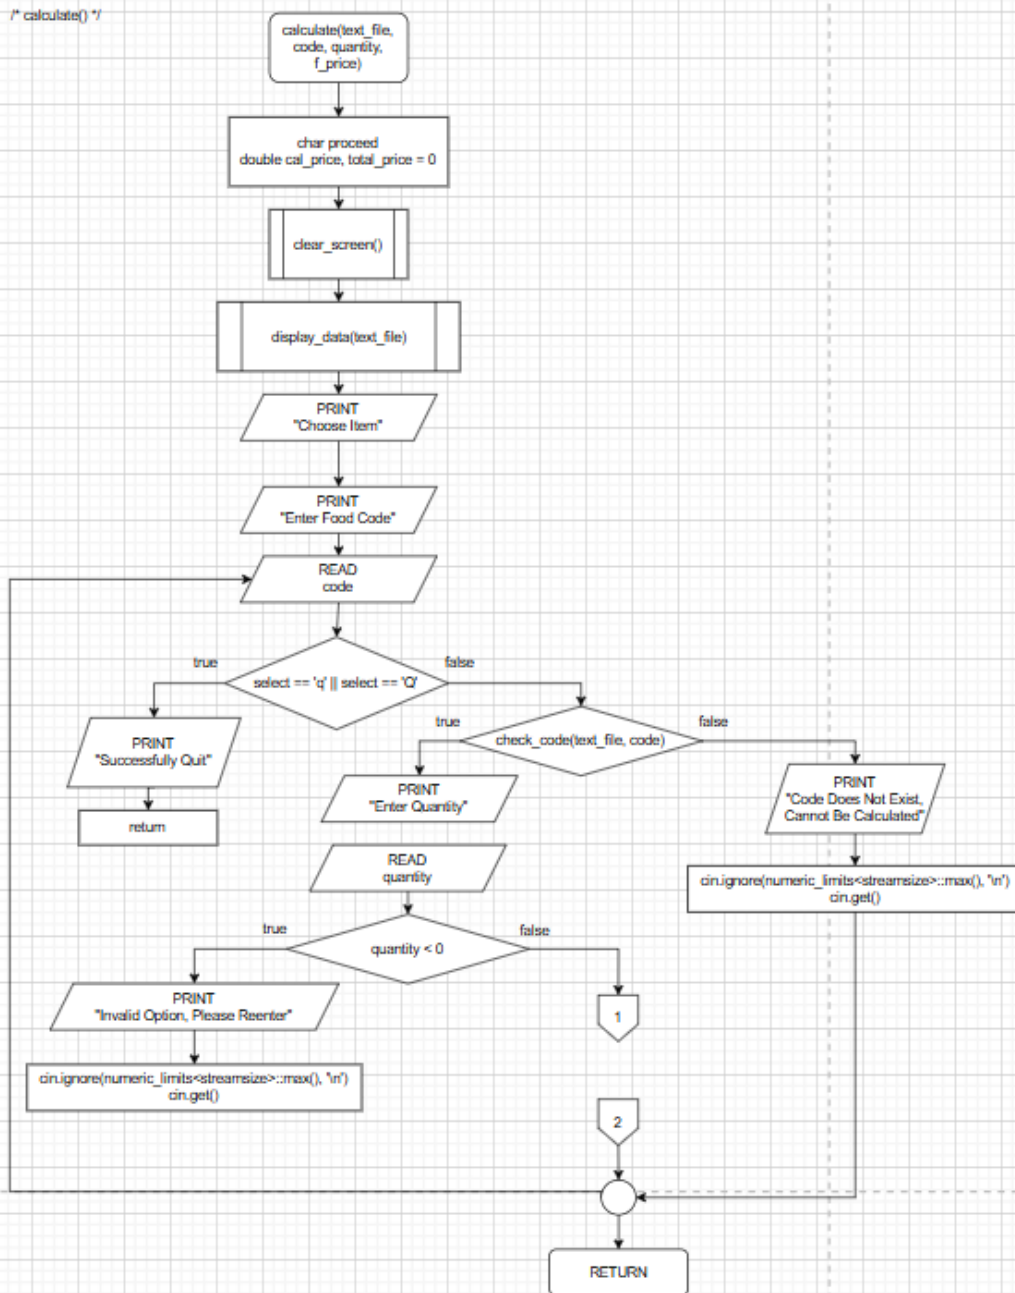 /* calculate() */
calculate(text_file,
code, quantity,
f_price)
char proceed
double cal_price, total_price = 0
clear_screen()
display_data(text_file)
PRINT
"Choose Item"
PRINT
"Enter Food Code"
READ
code
true
select == 'q' || select == 'Q'
false
true
check_code(text_file, code)
false
PRINT
"Successfully Quit"
return
PRINT
"Enter Quantity"
PRINT
"Code Does Not Exist,
Cannot Be Calculated"
READ
quantity
cin.ignore(numeric_limits<streamsize>::max(), '\n')
cin.get()
true
quantity < 0
false
PRINT
"Invalid Option, Please Reenter"
1
cin.ignore(numeric_limits<streamsize>::max(), '\n')
cin.get()
2
RETURN